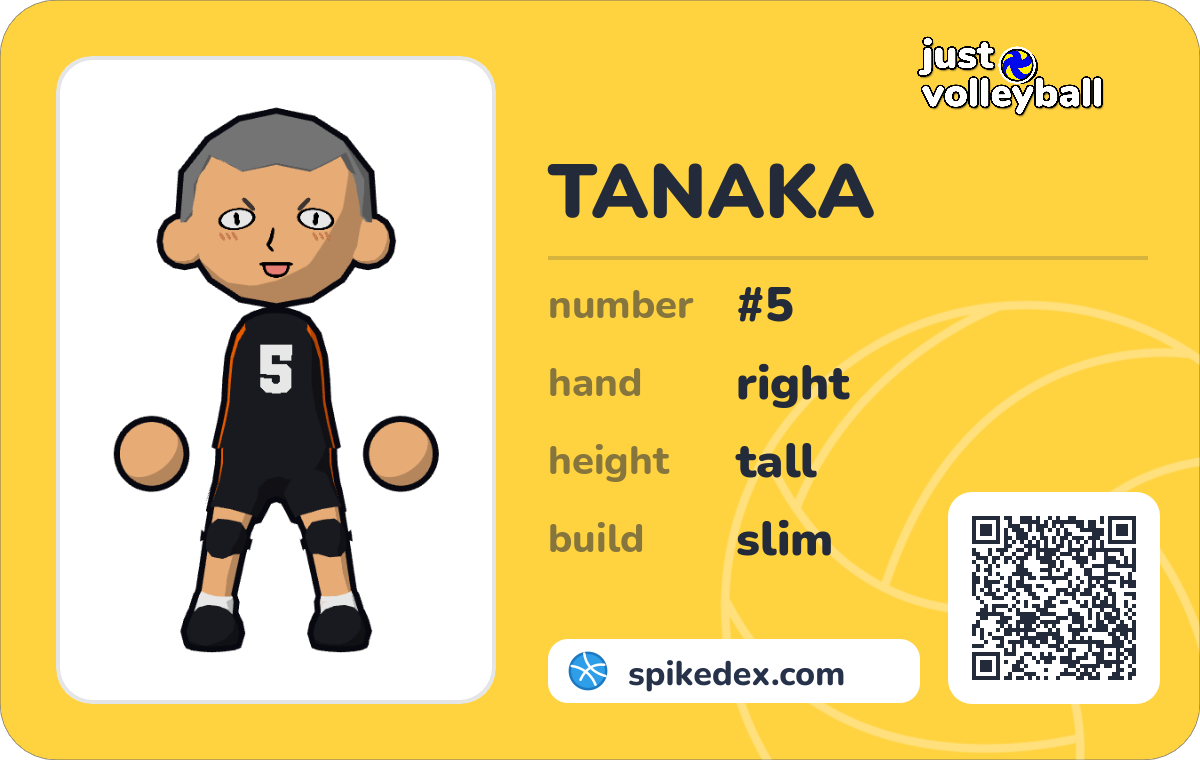 just
volleyball
TANAKA
number #5
hand right
height tall
build slim
5
spikedex.com